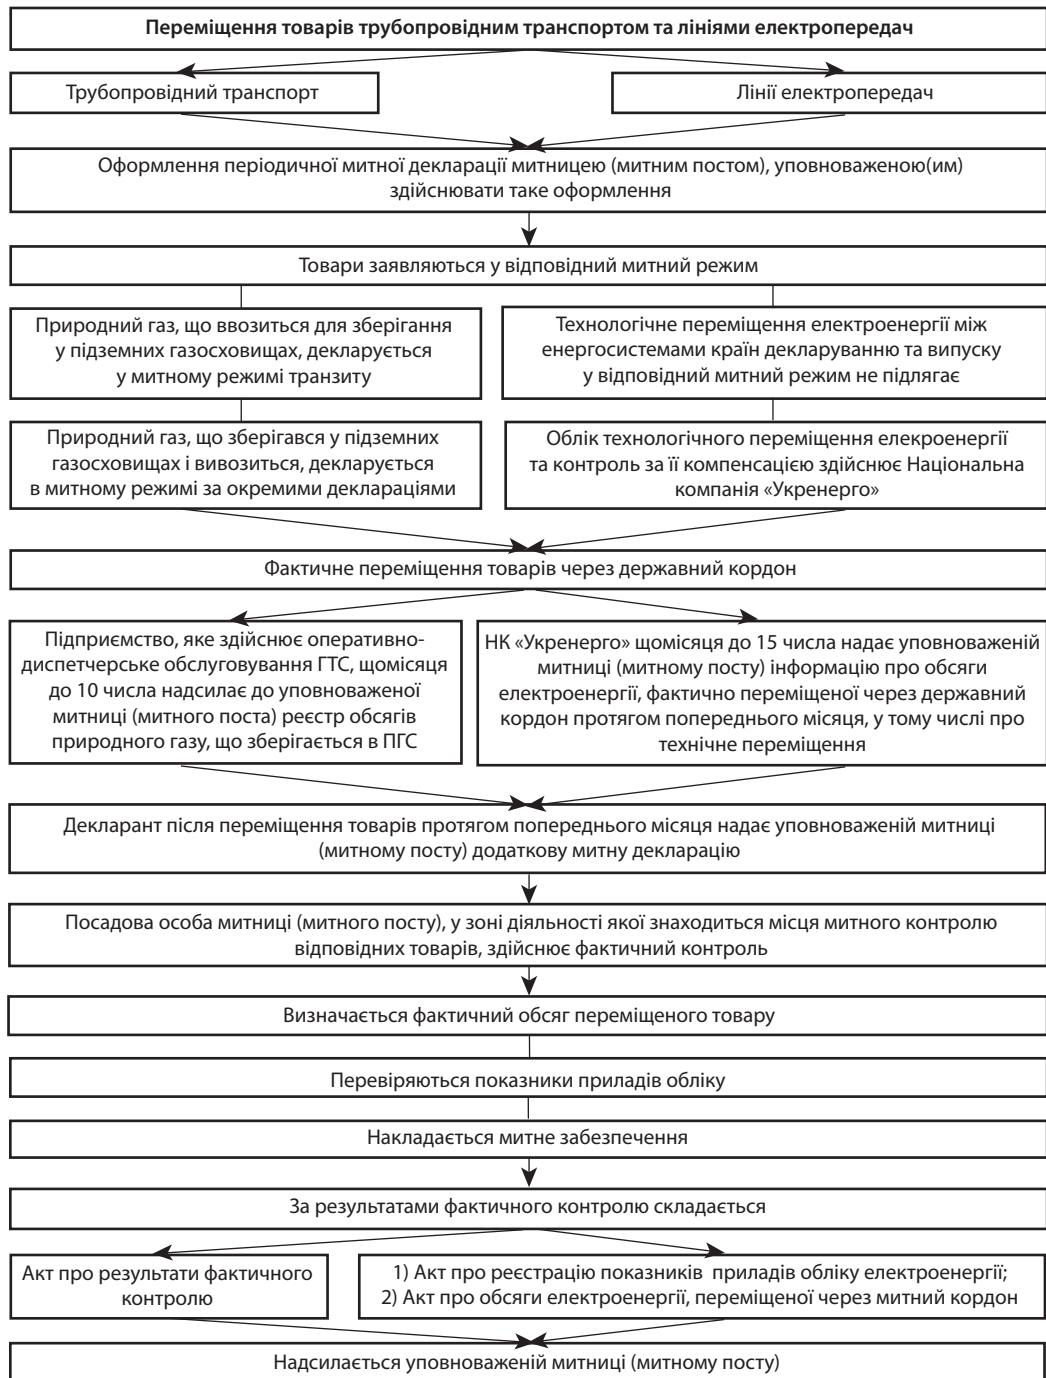 Переміщення товарів трубопровідним транспортом та лініями електропередач
Трубопровідний транспорт
Лінії електропередач
Оформлення періодичної митної декларації митницею (митним постом), уповноваженою(им)
здійснювати таке оформлення
Товари заявляються у відповідний митний режим
Природний газ, що ввозиться для зберігання
у підземних газосховищах, декларується
у митному режимі транзиту
Технологічне переміщення електроенергії між
енергосистемами країн декларуванню та випуску
у відповідний митний режим не підлягає
Природний газ, що зберігався у підземних
газосховищах і вивозиться, декларується
в митному режимі за окремими деклараціями
Облік технологічного переміщення елекроенергії
та контроль за її компенсацією здійснює Національна
компанія «Укренерго»
Фактичне переміщення товарів через державний кордон
Підприємство, яке здійснює оперативно-
диспетчерське обслуговування ГТС, щомісяця
до 10 числа надсилає до уповноваженої
митниці (митного поста) реєстр обсягів
природного газу, що зберігається в ПГС
НК «Укренерго» щомісяця до 15 числа надає уповноваженій
митниці (митному посту) інформацію про обсяги
електроенергії, фактично переміщеної через державний
кордон протягом попереднього місяця, у тому числі про
технічне переміщення
Декларант після переміщення товарів протягом попереднього місяця надає уповноваженій митниці
(митному посту) додаткову митну декларацію
Посадова особа митниці (митного посту), у зоні діяльності якої знаходиться місця митного контролю
відповідних товарів, здійснює фактичний контроль
Визначається фактичний обсяг переміщеного товару
Перевіряються показники приладів обліку
Накладається митне забезпечення
За результатами фактичного контролю складається
Акт про результати фактичного
контролю
1) Акт про реєстрацію показників приладів обліку електроенергії;
2) Акт про обсяги електроенергії, переміщеної через митний кордон
Надсилається уповноваженій митниці (митному посту)